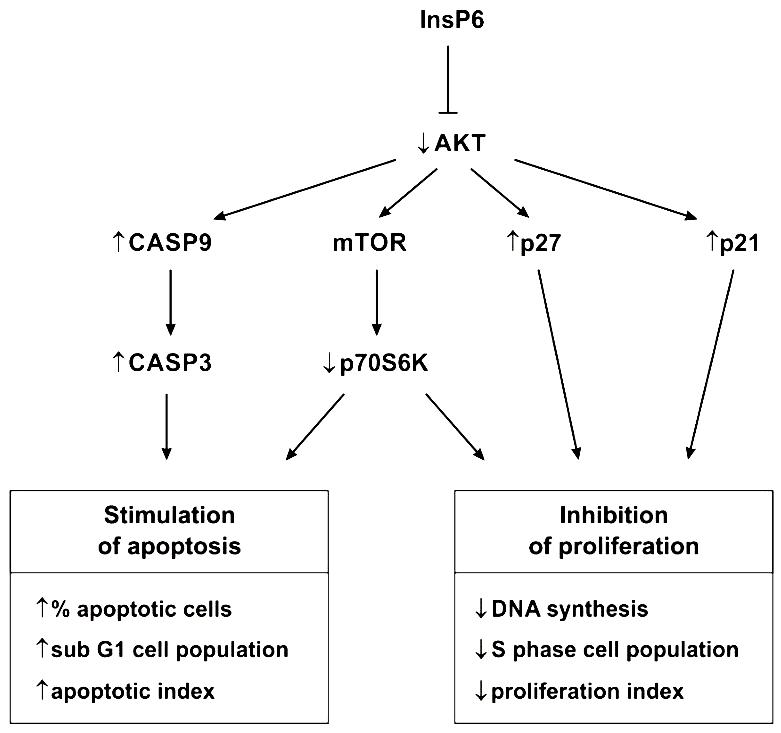 InsP6
↓AKT
↑CASP9 mTOR ↑p27 ↑p21
↑CASP3 ↓p70S6K
Stimulation
of apoptosis
↑% apoptotic cells
↑sub G1 cell population
↑apoptotic index
Inhibition
of proliferation
↓DNA synthesis
↓S phase cell population
↓proliferation index